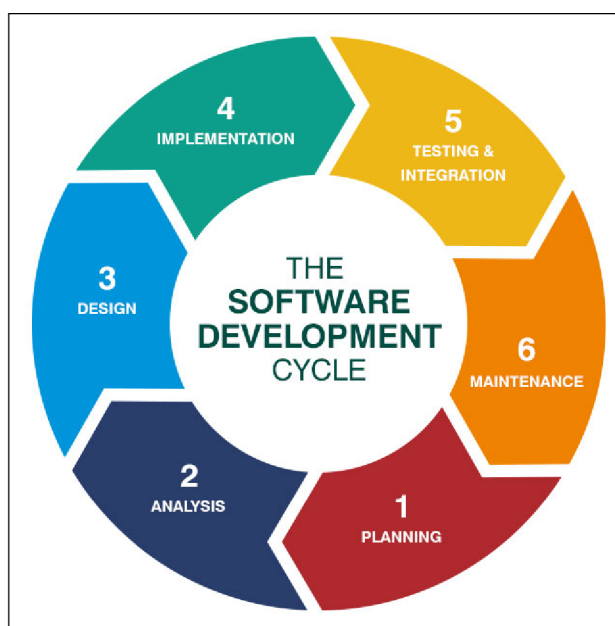 THE
SOFTWARE
DEVELOPMENT
CYCLE
1
PLANNING
2
ANALYSIS
3
DESIGN
4
IMPLEMENTATION
5
TESTING &
INTEGRATION
6
MAINTENANCE